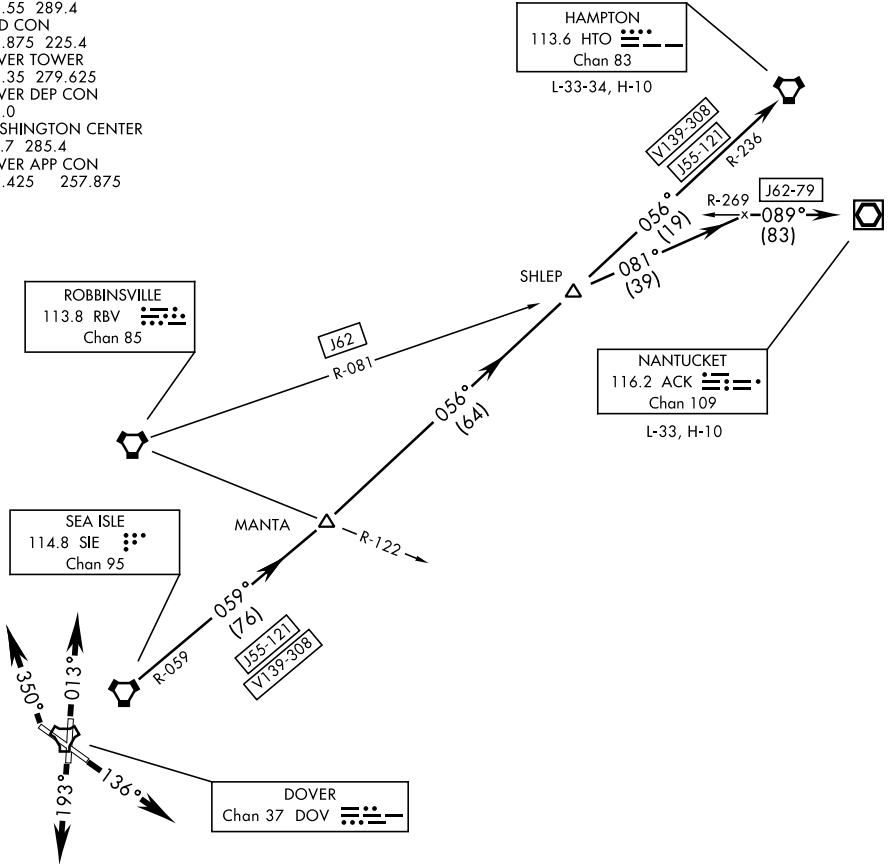 .55 289.4
D CON
.875 225.4
VER TOWER
.35 279.625
VER DEP CON
.0
SHINGTON CENTER
.7 285.4
VER APP CON
.425 257.875
HAMPTON
113.6 HTO
Chan 83
L-33-34, H-10
V139-308
J55-121
R-236
056°
(19)
R-269
J62-79
x
089°
(83)
081°
(39)
SHLEP
ROBBINSVILLE
113.8 RBV
Chan 85
J62
R-081
NANTUCKET
116.2 ACK
Chan 109
L-33, H-10
056°
(64)
SEA ISLE
114.8 SIE
Chan 95
MANTA
R-122
059°
(76)
J55-121
V139-308
R-059
350°
013°
193°
136°
DOVER
Chan 37 DOV